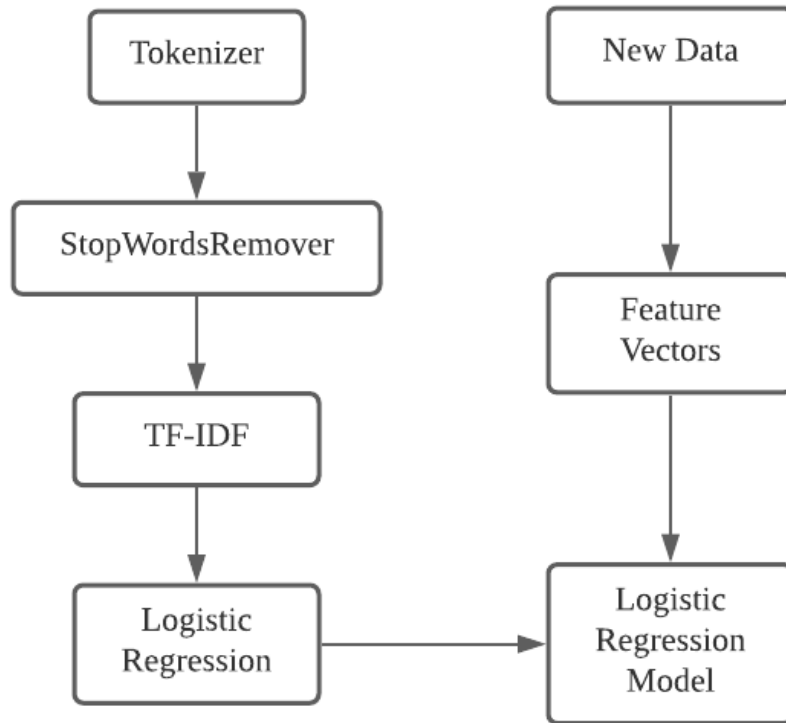 Tokenizer
StopWordsRemover
TF-IDF
Logistic
Regression
New Data
Feature
Vectors
Logistic
Regression
Model